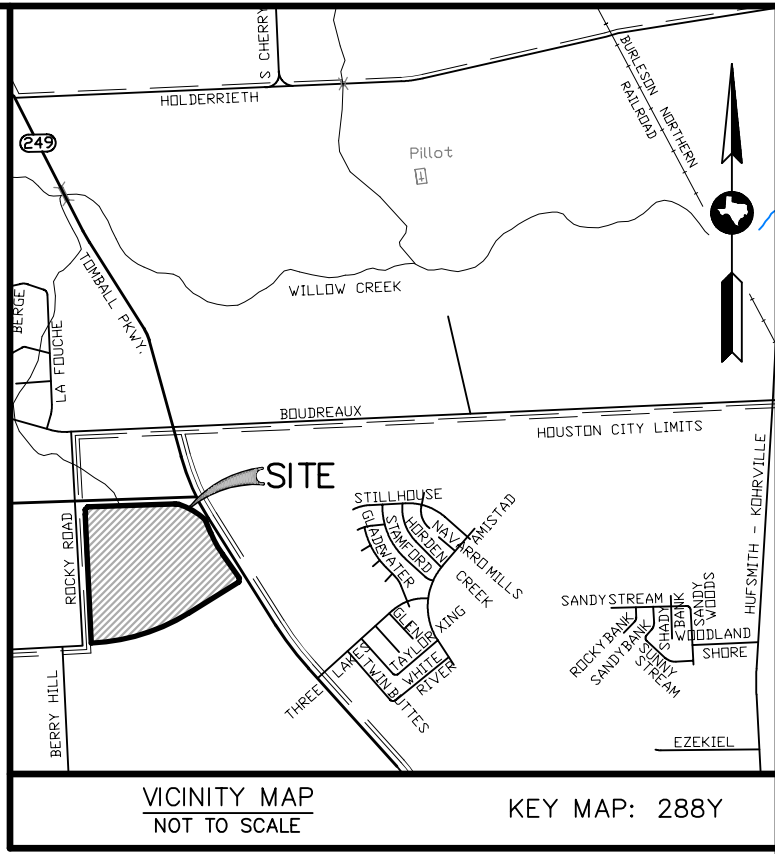 S CHERRY
HOLDERRIETH
BURLESON NORTHERN
RAILROAD
249
Pillot
TOMBALL PKWY.
WILLOW CREEK
BERGE
LA FOUCHE
BOUDREAUX
HOUSTON CITY LIMITS
SITE
HUFSMITH - KOHRVILLE
ROCKY ROAD
STILLHOUSE
GLADEWATER
STAMFORD
HORDEN
NAVARRO MILLS
AMISTAD
CREEK
XING
GLEN
TAYLOR
WHITE
RIVER
TWIN BUTTES
THREE LAKES
SANDYSTREAM
ROCKY BANK
SANDY BANK
SUNNY
STREAM
SHADY
BANK
SANDY
WOODS
WOODLAND
SHORE
BERRY HILL
EZEKIEL
VICINITY MAP
NOT TO SCALE
KEY MAP: 288Y